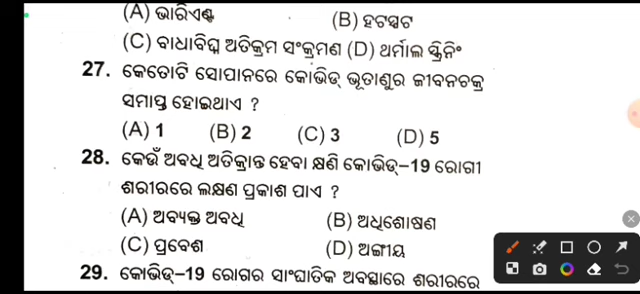 (A) ଭାରିଏଣ୍ଟ (B) ହଟସ୍ପଟ
(C) ବାଧାବିଘ୍ନ ଅତିକ୍ରମ ସଂକ୍ରମଣ (D) ଥର୍ମାଲ ସ୍କ୍ରିନିଂ
27. କେତୋଟି ସୋପାନରେ କୋଭିଡ୍ ଭୂତାଣୁର ଜୀବନଚକ୍ର
ସମାପ୍ତ ହୋଇଥାଏ ?
(A) 1 (B) 2 (C) 3 (D) 5
28. କେଉଁ ଅବଧି ଅତିକ୍ରାନ୍ତ ହେବା କ୍ଷଣି କୋଭିଡ୍-19 ରୋଗୀ
ଶରୀରରେ ଲକ୍ଷଣ ପ୍ରକାଶ ପାଏ ?
(A) ଅବ୍ୟକ୍ତ ଅବଧି (B) ଅଧିଶୋଷଣ
(C) ପ୍ରବେଶ (D) ଅଙ୍ଗୀୟ
29. କୋଭିଡ୍-19 ରୋଗର ସାଂଘାତିକ ଅବସ୍ଥାରେ ଶରୀରରେ